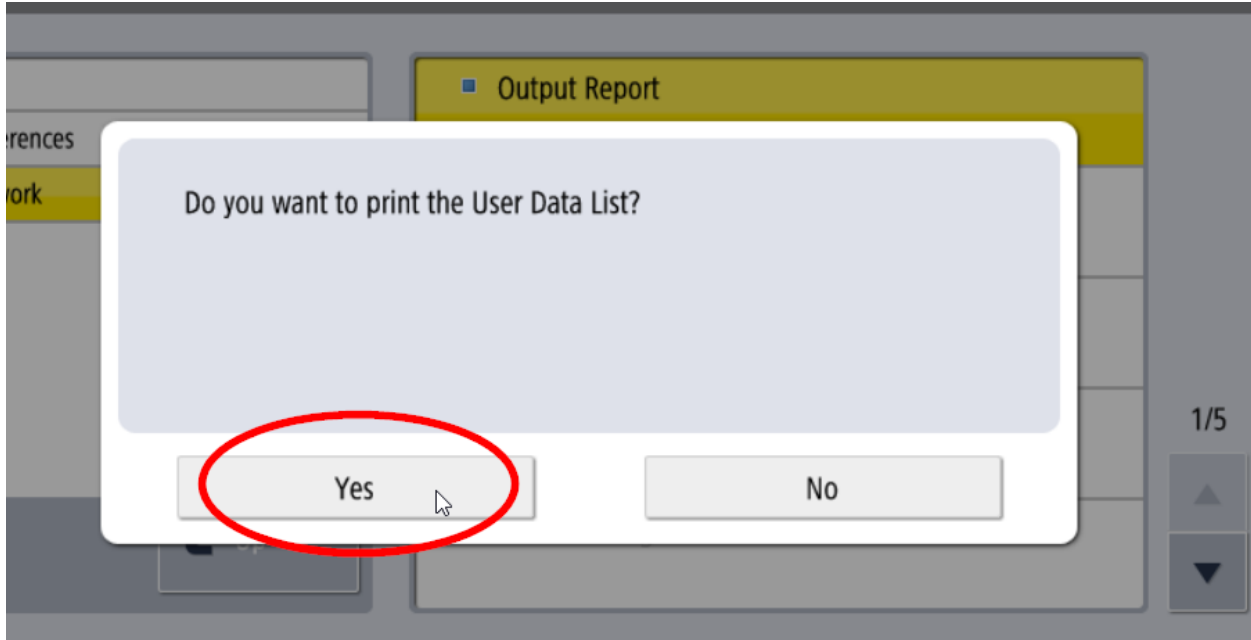 Output Report
erences
work
Do you want to print the User Data List?
1/5
Yes
No